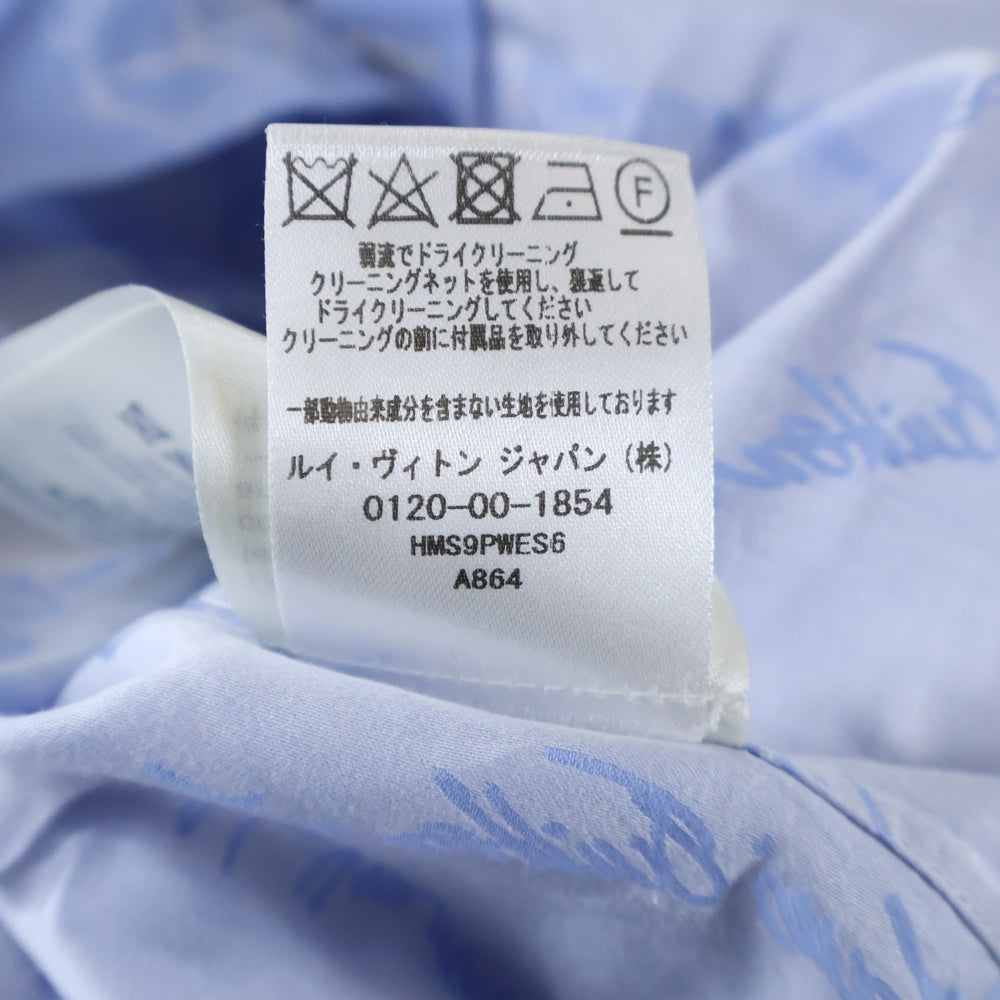 F
弱流でドライクリーニング
クリーニングネットを使用し、裏返して
ドライクリーニングしてください
クリーニングの前に付属品を取り外してください
一部動物由来成分を含まない生地を使用しております
ルイ・ヴィトン ジャパン (株)
0120-00-1854
HMS9PWES6
A864